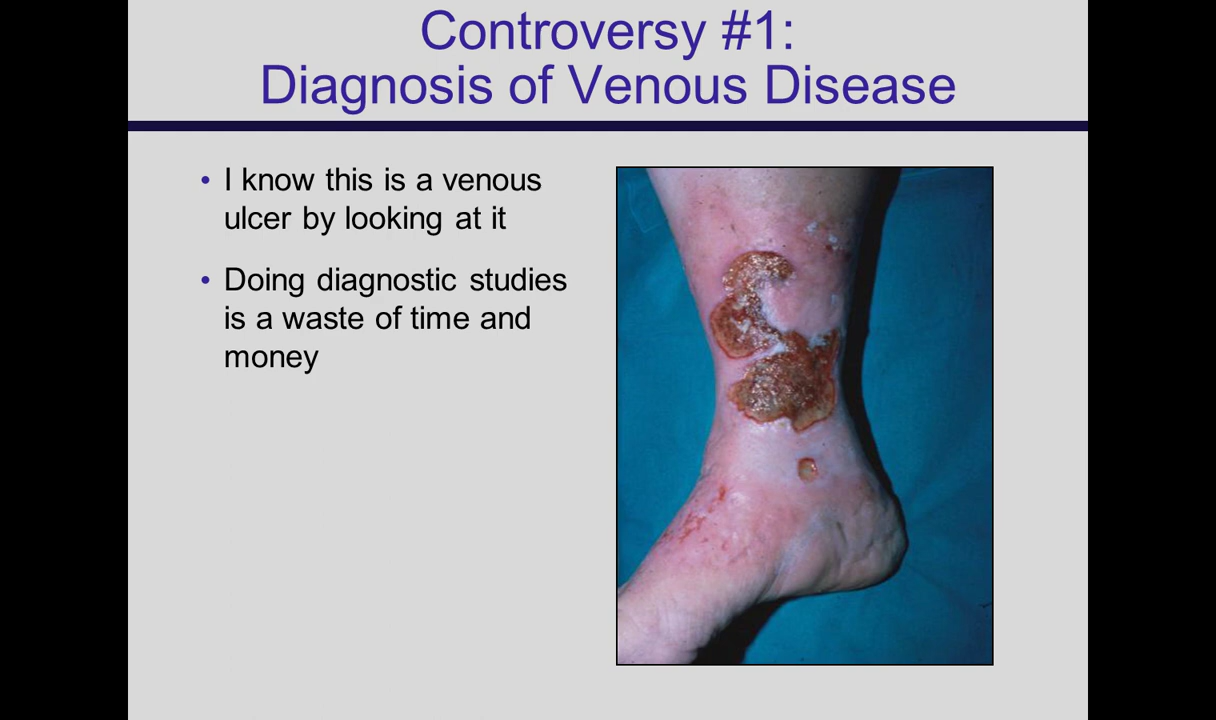 Controversy #1:
Diagnosis of Venous Disease
• I know this is a venous
ulcer by looking at it
• Doing diagnostic studies
is a waste of time and
money